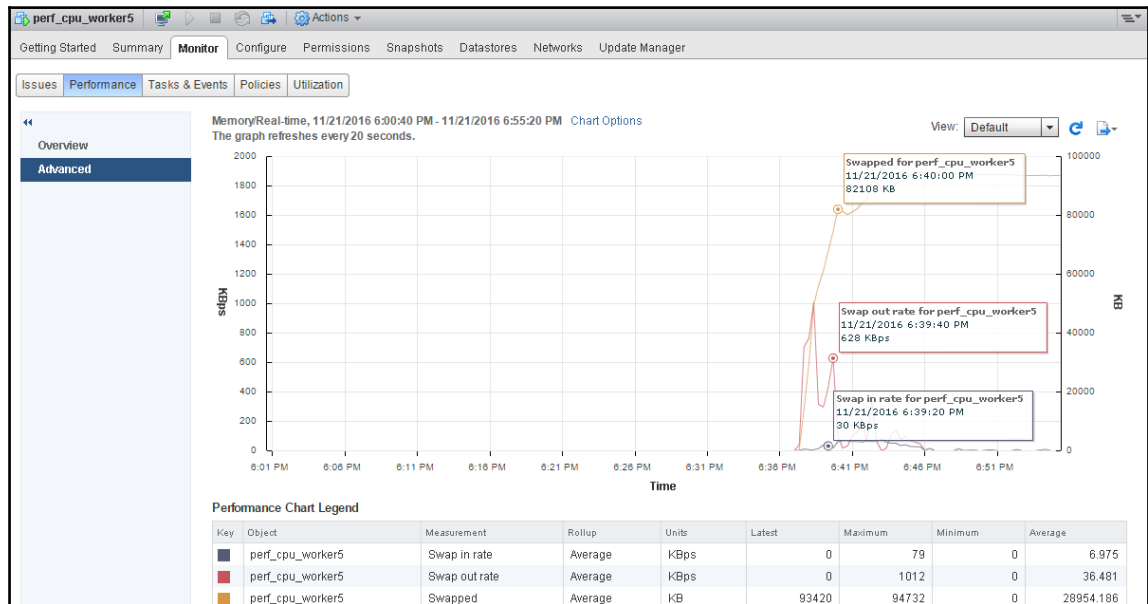 perf_cpu_worker5 Actions
Getting Started Summary Monitor Configure Permissions Snapshots Datastores Networks Update Manager
Issues Performance Tasks & Events Policies Utilization
Overview
Advanced
Memory/Real-time, 11/21/2016 6:00:40 PM - 11/21/2016 6:55:20 PM Chart Options
The graph refreshes every 20 seconds.
View: Default
2000
1800
1600
1400
1200
1000
800
600
400
200
0
KBps
100000
80000
60000
40000
20000
0
KB
Swapped for perf_cpu_worker5
11/21/2016 6:40:00 PM
82108 KB
Swap out rate for perf_cpu_worker5
11/21/2016 6:39:40 PM
628 KBps
Swap in rate for perf_cpu_worker5
11/21/2016 6:39:20 PM
30 KBps
6:01 PM 6:06 PM 6:11 PM 6:16 PM 6:21 PM 6:26 PM 6:31 PM 6:36 PM 6:41 PM 6:46 PM 6:51 PM
Time
Performance Chart Legend
Key Object Measurement Rollup Units Latest Maximum Minimum Average
perf_cpu_worker5 Swap in rate Average KBps 0 79 0 6.975
perf_cpu_worker5 Swap out rate Average KBps 0 1012 0 36.481
perf_cpu_worker5 Swapped Average KB 93420 94732 0 28954.186